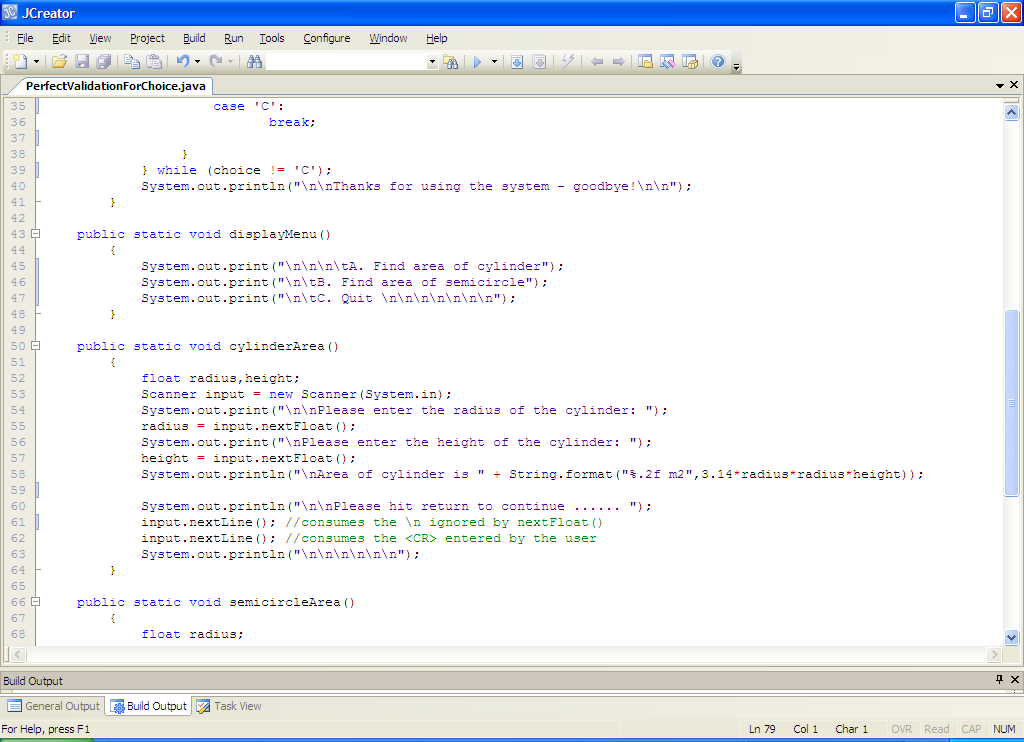 JCreator
File Edit View Project Build Run Tools Configure Window Help
PerfectValidationForChoice.java
35 case 'C':
36 break;
37
38 }
39 } while (choice != 'C');
40 System.out.println("\n\nThanks for using the system - goodbye!\n\n");
41 }
42
43 public static void displayMenu()
44 {
45 System.out.print("\n\n\n\tA. Find area of cylinder");
46 System.out.print("\n\tB. Find area of semicircle");
47 System.out.print("\n\tC. Quit \n\n\n\n\n\n\n");
48 }
49
50 public static void cylinderArea()
51 {
52 float radius,height;
53 Scanner input = new Scanner(System.in);
54 System.out.print("\n\nPlease enter the radius of the cylinder: ");
55 radius = input.nextFloat();
56 System.out.print("\nPlease enter the height of the cylinder: ");
57 height = input.nextFloat();
58 System.out.println("\nArea of cylinder is " + String.format("%.2f m2",3.14*radius*radius*height));
59
60 System.out.println("\n\nPlease hit return to continue ...... ");
61 input.nextLine(); //consumes the \n ignored by nextFloat()
62 input.nextLine(); //consumes the <CR> entered by the user
63 System.out.println("\n\n\n\n\n\n");
64 }
65
66 public static void semicircleArea()
67 {
68 float radius;
Build Output
General Output Build Output Task View
For Help, press F1 Ln 79 Col 1 Char 1 OVR Read CAP NUM